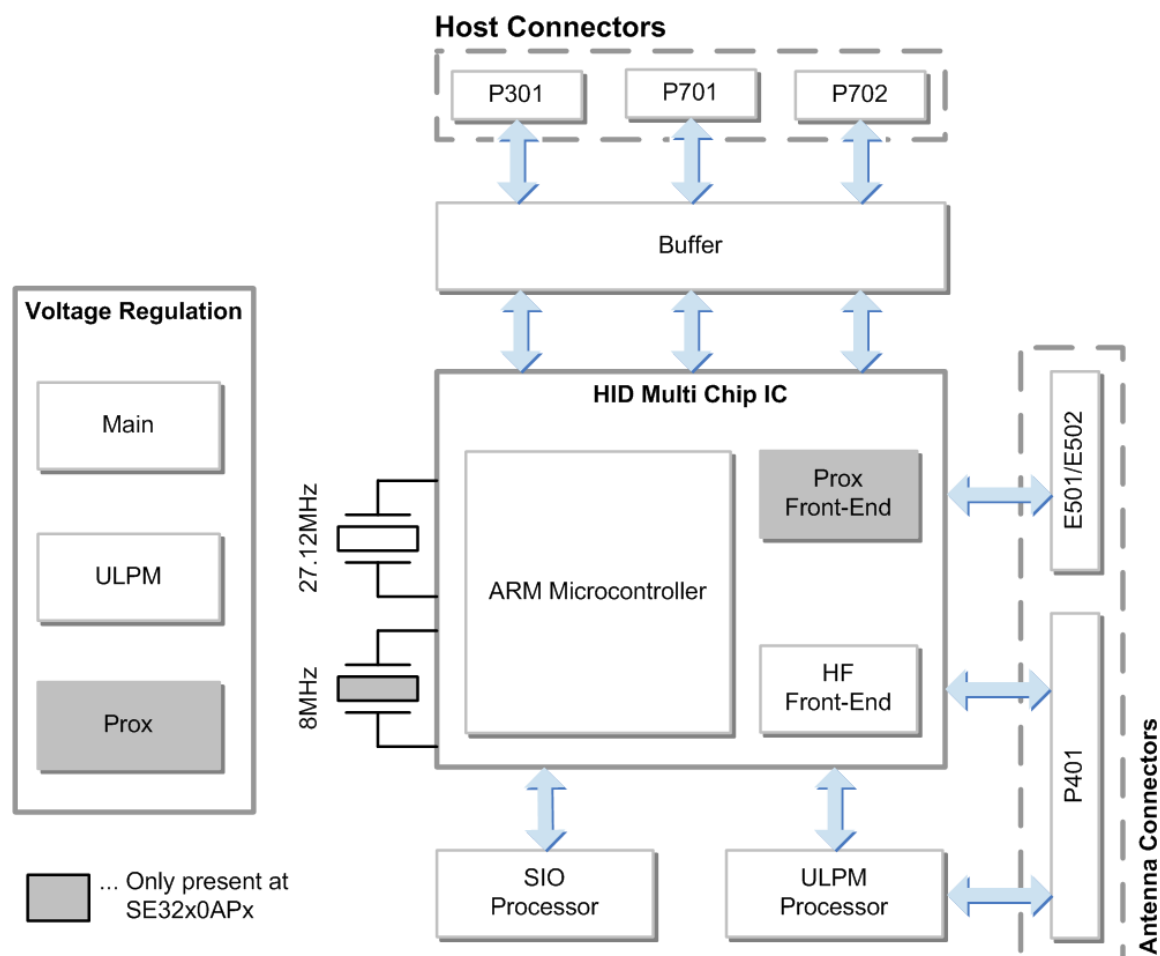 Host Connectors
P301
P701
P702
Buffer
Voltage Regulation
Main
ULPM
Prox
HID Multi Chip IC
ARM Microcontroller
Prox
Front-End
HF
Front-End
27.12MHz
8MHz
E501/E502
P401
Antenna Connectors
SIO
Processor
ULPM
Processor
... Only present at
SE32x0APx